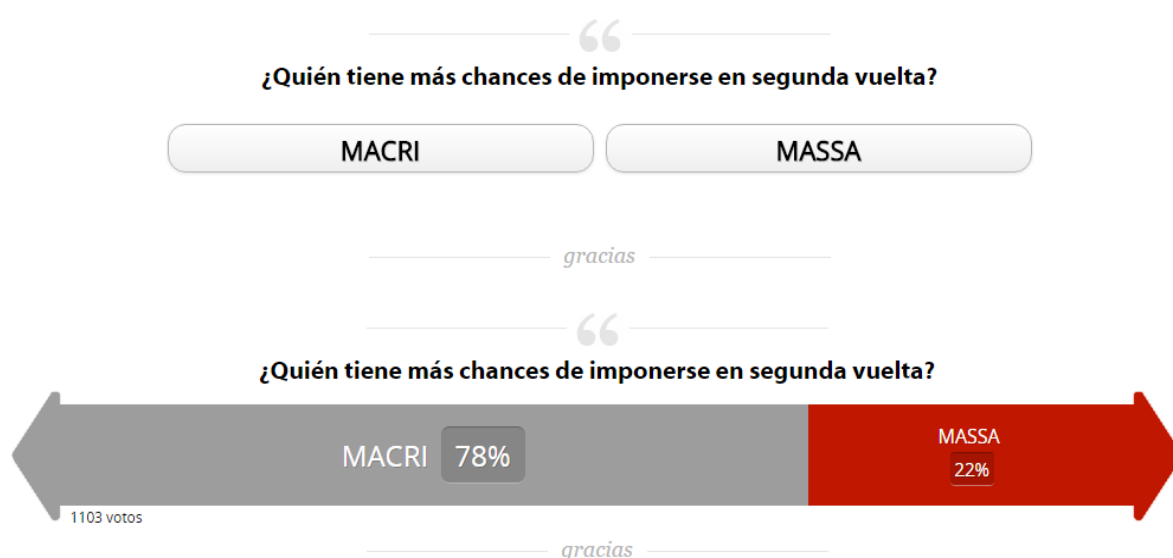 ¿Quién tiene más chances de imponerse en segunda vuelta?
MACRI
MASSA
gracias
¿Quién tiene más chances de imponerse en segunda vuelta?
MACRI 78%
MASSA
22%
1103 votos
gracias